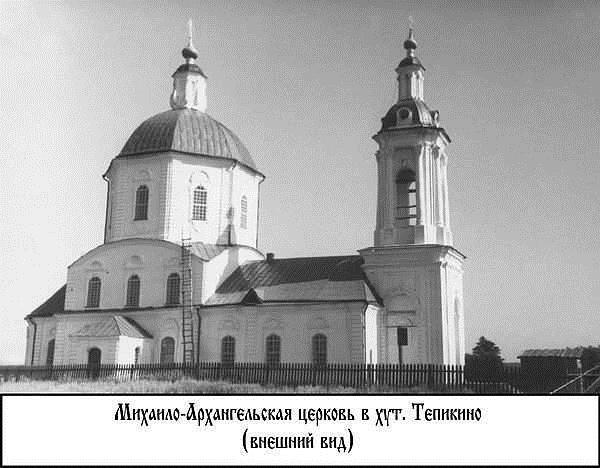 Михаило-Архангельская церковь в хут. Тепикино
(внешний вид)